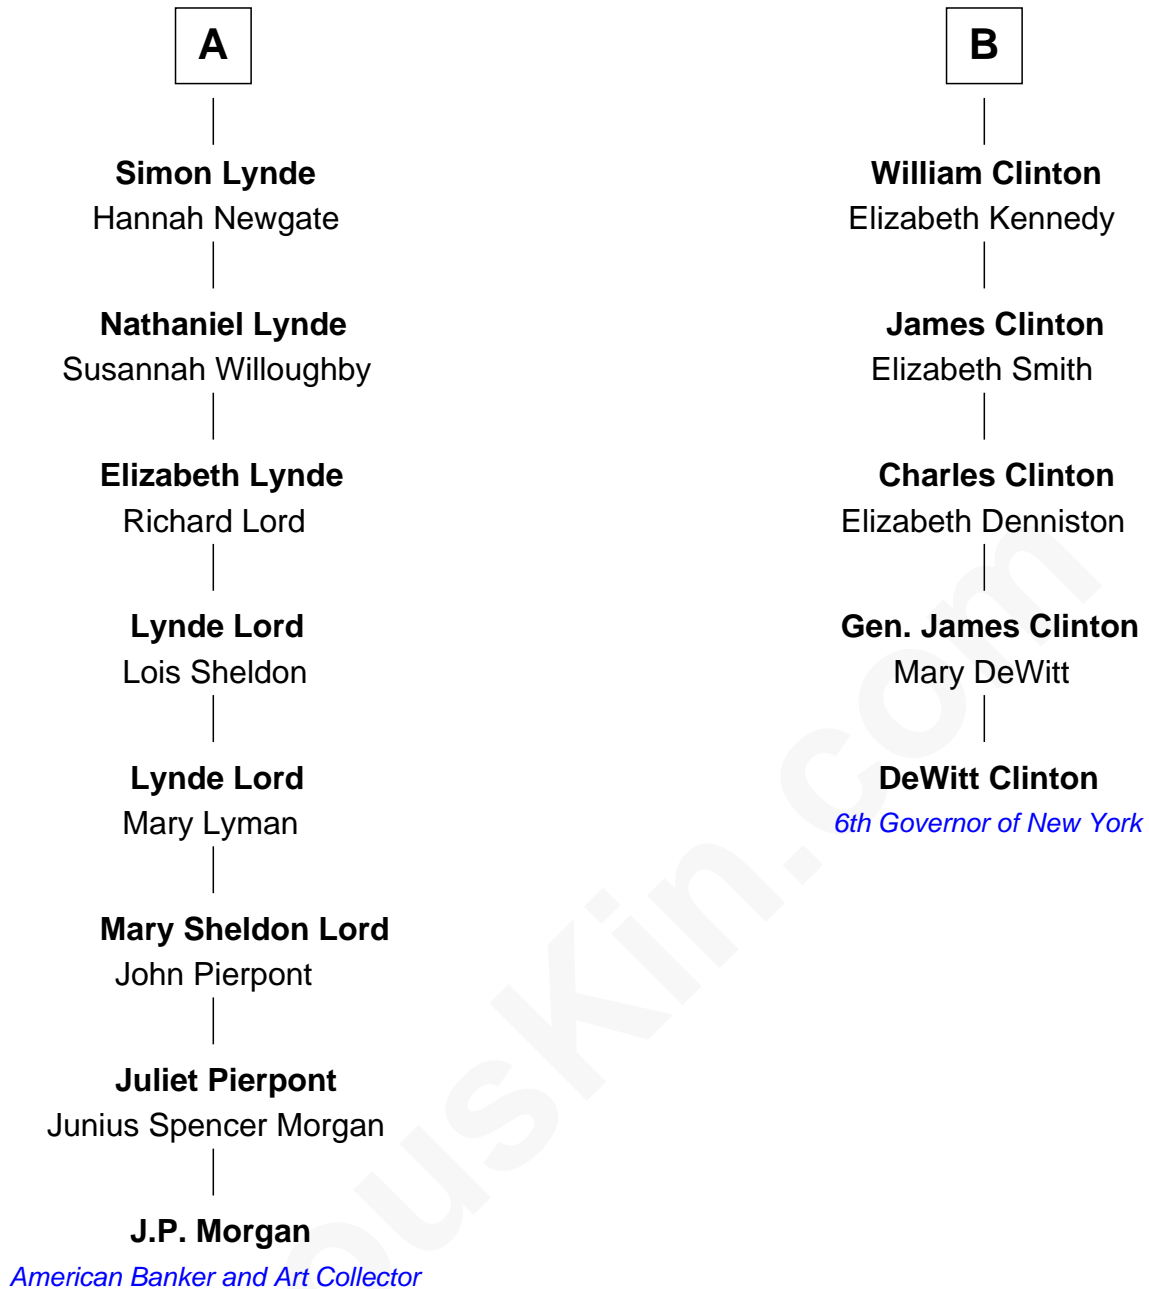 A
Simon Lynde
Hannah Newgate
Nathaniel Lynde
Susannah Willoughby
Elizabeth Lynde
Richard Lord
Lynde Lord
Lois Sheldon
Lynde Lord
Mary Lyman
Mary Sheldon Lord
John Pierpont
Juliet Pierpont
Junius Spencer Morgan
J.P. Morgan
American Banker and Art Collector
B
William Clinton
Elizabeth Kennedy
James Clinton
Elizabeth Smith
Charles Clinton
Elizabeth Denniston
Gen. James Clinton
Mary DeWitt
DeWitt Clinton
6th Governor of New York
ousKin.com